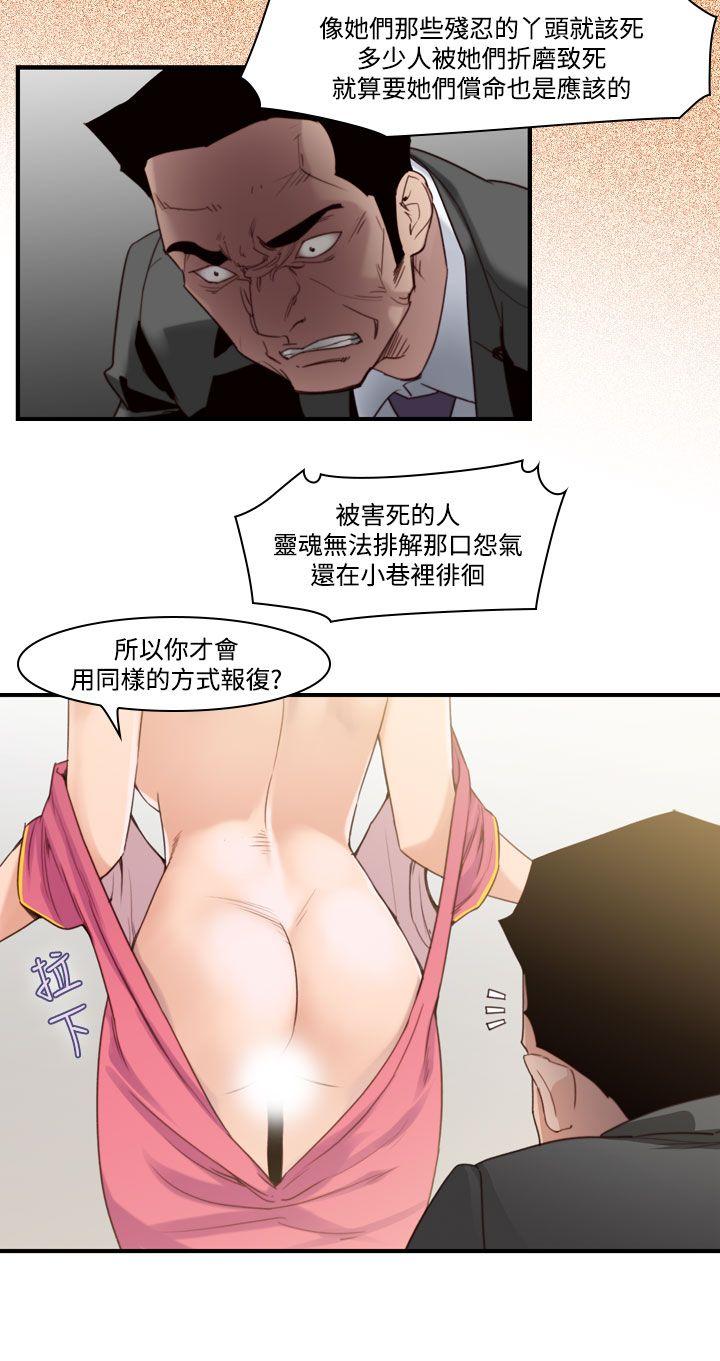 像她們那些殘忍的丫頭就該死
多少人被她們折磨致死
就算要她們償命也是應該的
被害死的人
靈魂無法排解那口怨氣
還在小巷裡徘徊
所以你才會
用同樣的方式報復?
拉下